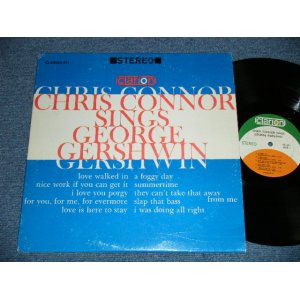 STEREO
clarion
CHRIS CONNOR
SINGS
GEORGE
GERSHWIN
love walked in
nice work if you can get it
i love you porgy
for you, for me, for evermore
love is here to stay
a foggy day
summertime
they can't take that away
from me
slap that bass
i was doing all right
clarion
STEREO